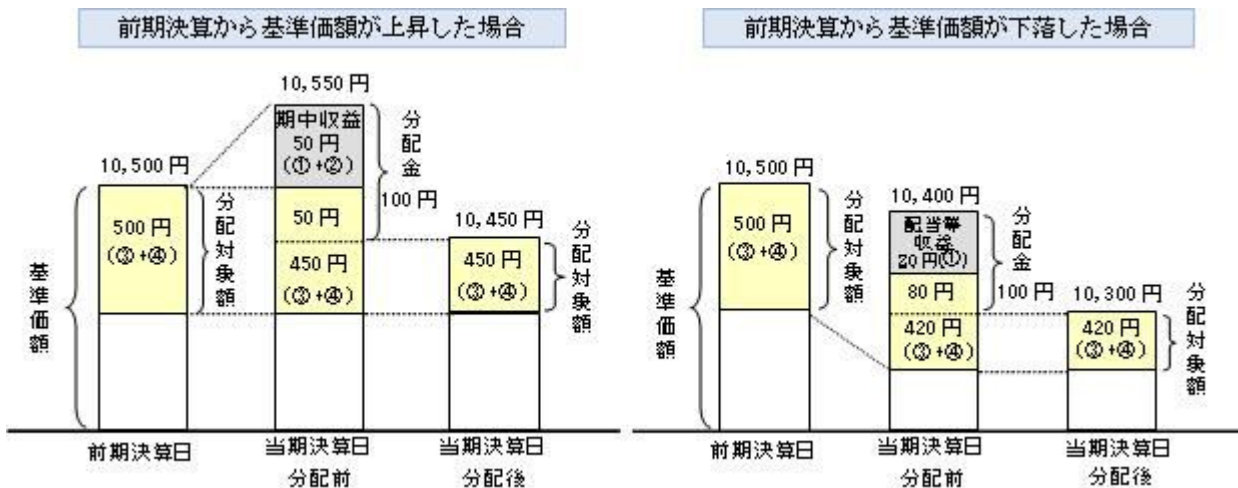 前期決算から基準価額が上昇した場合
10,550円
期中収益
50円
(①+②)
分配金
100円
10,500円
500円
(③+④)
分配対象額
50円
450円
(③+④)
10,450円
450円
(③+④)
分配対象額
基準価額
前期決算日
当期決算日
分配前
当期決算日
分配後
前期決算から基準価額が下落した場合
10,500円
500円
(③+④)
分配対象額
10,400円
配当等
収益
20円(①)
分配金
100円
80円
420円
(③+④)
10,300円
420円
(③+④)
分配対象額
基準価額
前期決算日
当期決算日
分配前
当期決算日
分配後